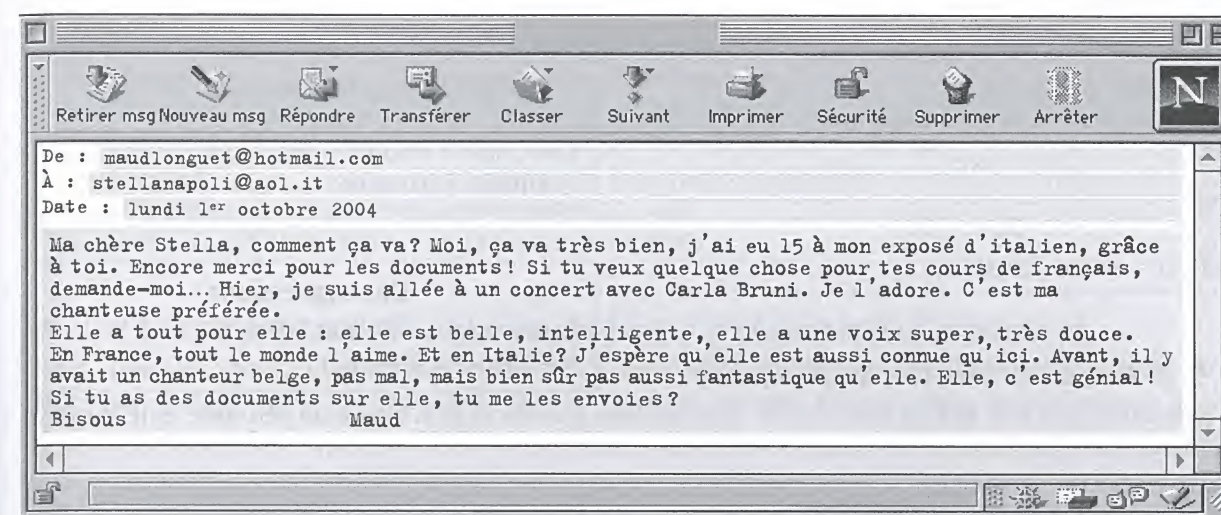 Retirer msg Nouveau msg Répondre Transférer Classer Suivant Imprimer Sécurité Supprimer Arrêter N
De : maudlonguet@hotmail.com
À : stellanapoli@aol.it
Date : lundi 1er octobre 2004
Ma chère Stella, comment ça va? Moi, ça va très bien, j'ai eu 15 à mon exposé d'italien, grâce
à toi. Encore merci pour les documents! Si tu veux quelque chose pour tes cours de français,
demande-moi... Hier, je suis allée à un concert avec Carla Bruni. Je l'adore. C'est ma
chanteuse préférée.
Elle a tout pour elle : elle est belle, intelligente, elle a une voix super, très douce.
En France, tout le monde l'aime. Et en Italie? J'espère qu'elle est aussi connue qu'ici. Avant, il y
avait un chanteur belge, pas mal, mais bien sûr pas aussi fantastique qu'elle. Elle, c'est génial!
Si tu as des documents sur elle, tu me les envoies?
Bisous Maud